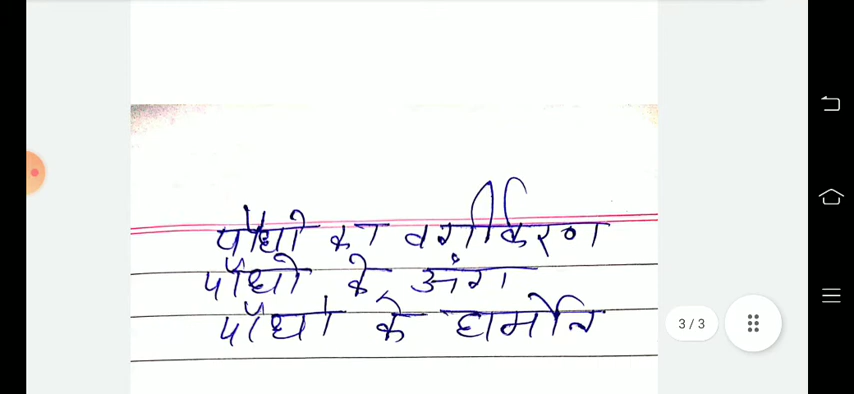 पौधो का वर्गीकरण
पौधो के अंग
पौधो के
3/3